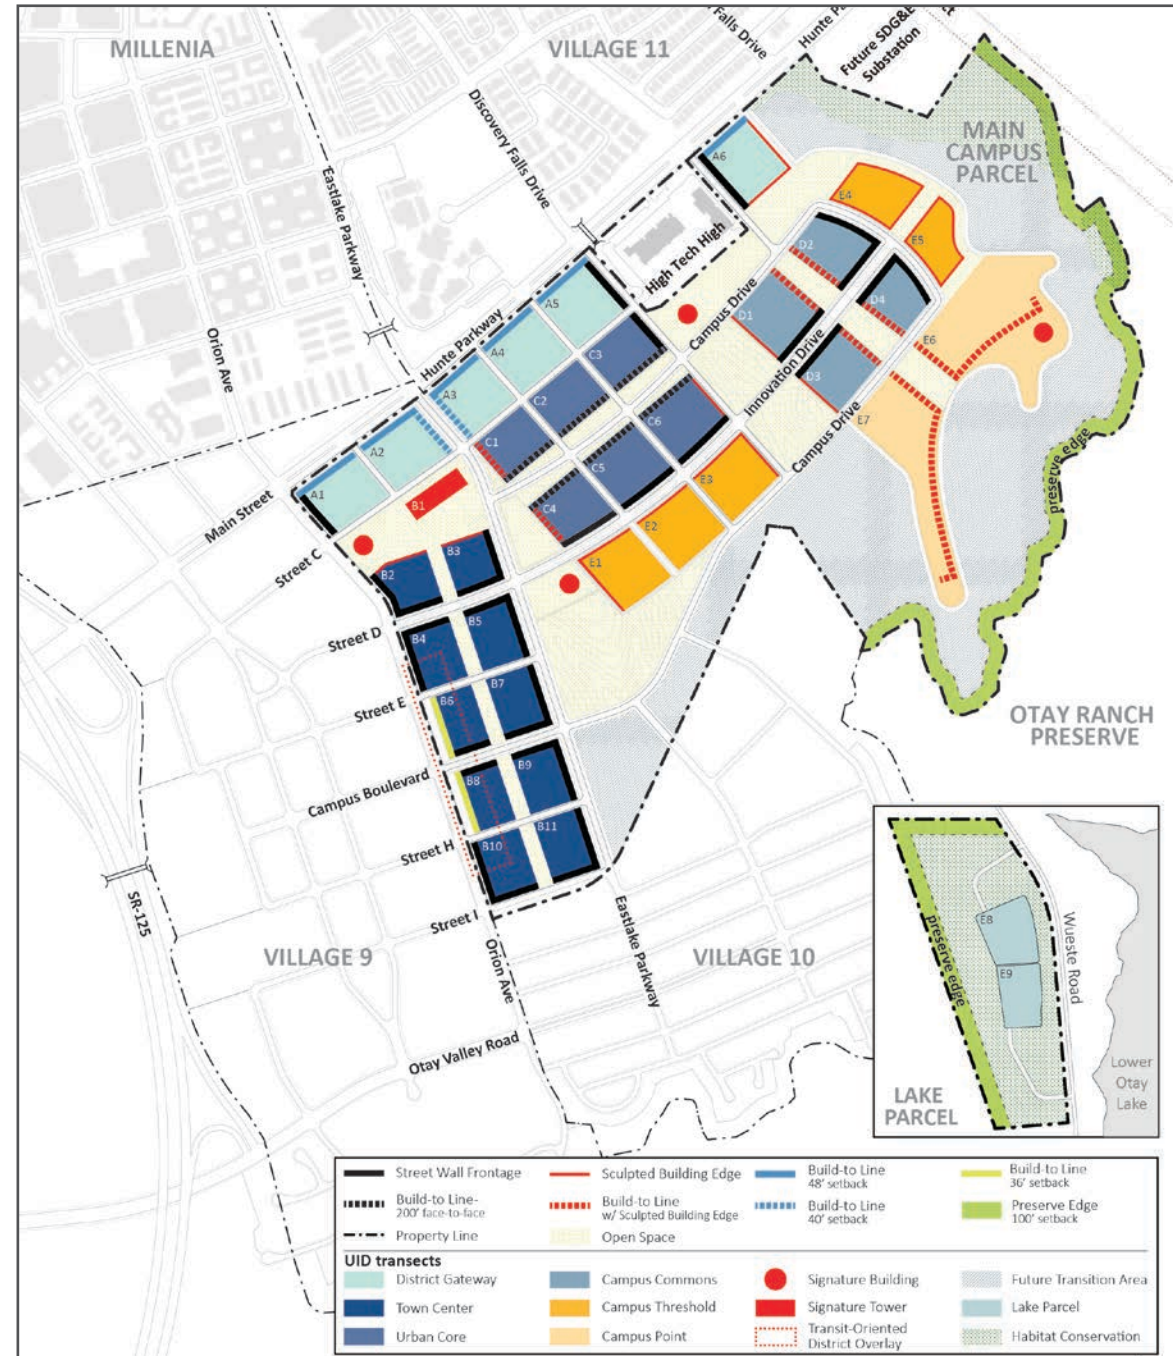 MILLENIA
VILLAGE 11
Falls Drive
Hunte
Future SDG&E
Substation
Discovery Falls Drive
Eastlake Parkway
Orion Ave
MAIN
CAMPUS
PARCEL
A6
E4
E5
High Tech High
D2
D4
D1
D3
E6
E7
Hunte Parkway
Campus Drive
Innovation Drive
Campus Drive
A5
A4
A3
A2
A1
C3
C2
C1
C6
C5
C4
E3
E2
E1
B1
B3
B2
B5
B4
B7
B6
B9
B8
B11
B10
Main Street
Street C
Street D
Street E
Campus Boulevard
Street H
Street I
preserve edge
OTAY RANCH
PRESERVE
SR-125
VILLAGE 9
Orion Ave
Eastlake Parkway
VILLAGE 10
Otay Valley Road
E8
E9
preserve edge
Wueste Road
Lower
Otay
Lake
LAKE
PARCEL
Street Wall Frontage
Build-to Line-
200' face-to-face
Property Line
Sculpted Building Edge
Build-to Line
w/ Sculpted Building Edge
Open Space
Build-to Line
48' setback
Build-to Line
40' setback
Build-to Line
36' setback
Preserve Edge
100' setback
UID transects
District Gateway
Town Center
Urban Core
Campus Commons
Campus Threshold
Campus Point
Signature Building
Signature Tower
Transit-Oriented
District Overlay
Future Transition Area
Lake Parcel
Habitat Conservation